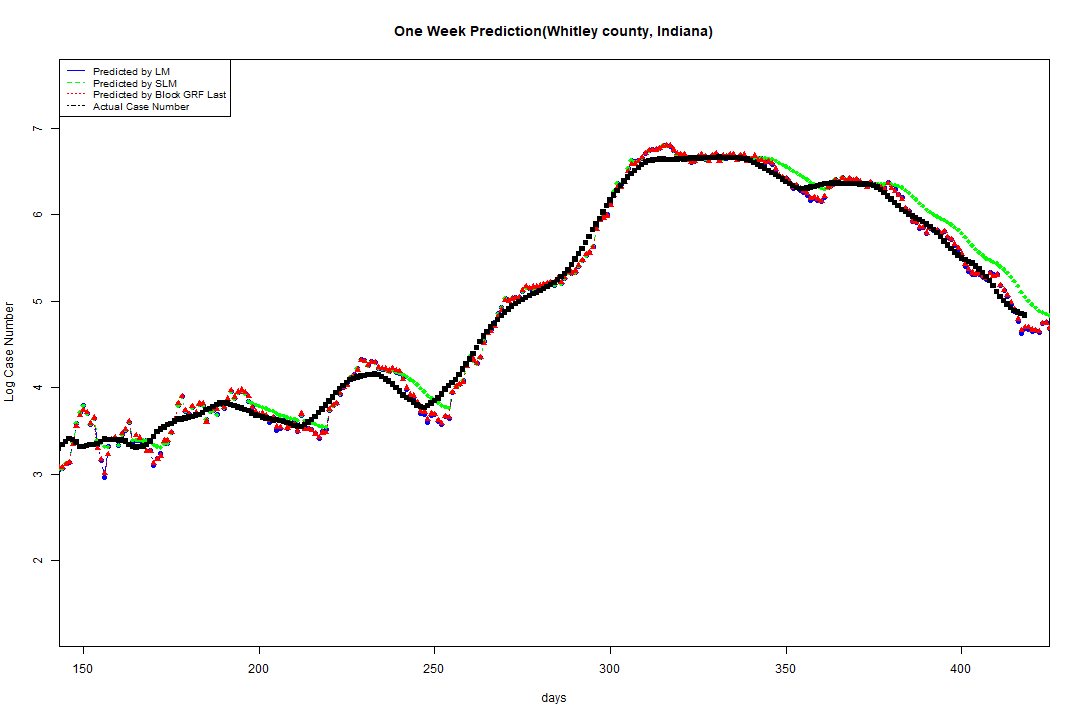 One Week Prediction(Whitley county, Indiana)
Predicted by LM
Predicted by SLM
Predicted by Block GRF Last
Actual Case Number
7
6
5
4
3
2
Log Case Number
150 200 250 300 350 400
days